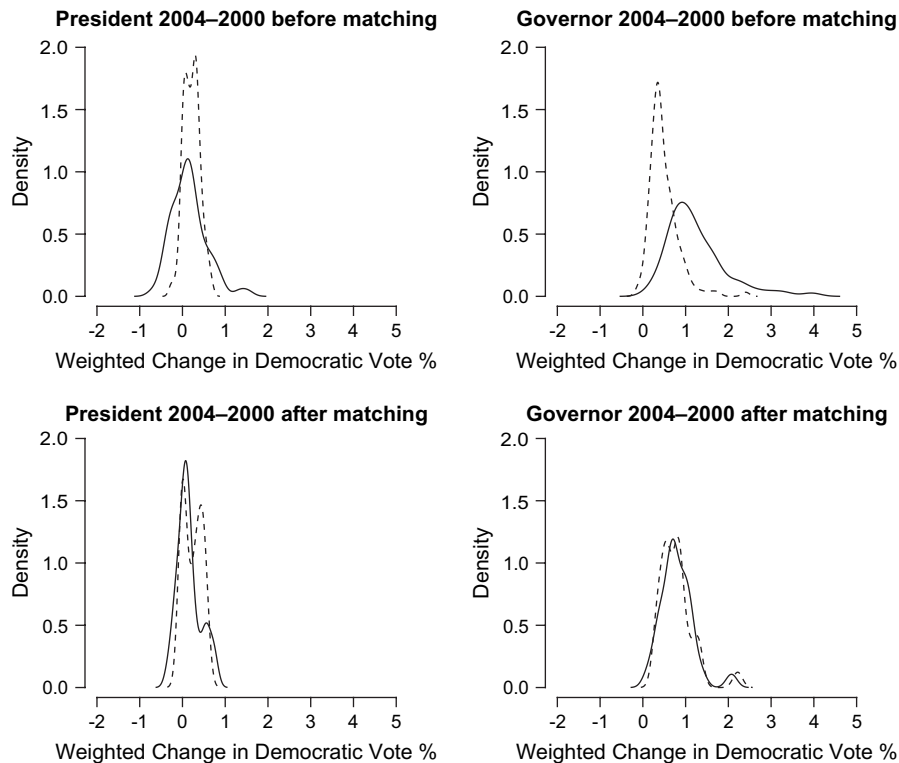 President 2004–2000 before matching
2.0
1.5
1.0
0.5
0.0
Density
-2 -1 0 1 2 3 4 5
Weighted Change in Democratic Vote %
Governor 2004–2000 before matching
2.0
1.5
1.0
0.5
0.0
Density
-2 -1 0 1 2 3 4 5
Weighted Change in Democratic Vote %
President 2004–2000 after matching
2.0
1.5
1.0
0.5
0.0
Density
-2 -1 0 1 2 3 4 5
Weighted Change in Democratic Vote %
Governor 2004–2000 after matching
2.0
1.5
1.0
0.5
0.0
Density
-2 -1 0 1 2 3 4 5
Weighted Change in Democratic Vote %